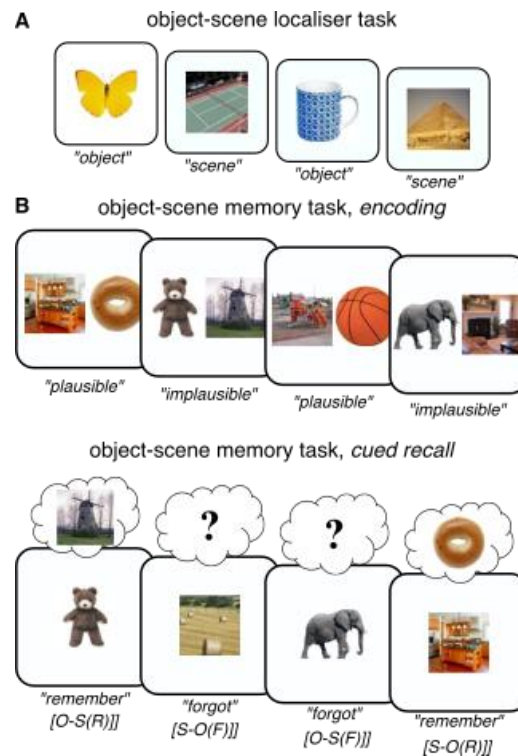 A
object-scene localiser task
"object"
"scene"
"object"
"scene"
B
object-scene memory task, encoding
"plausible"
"implausible"
"plausible"
"implausible"
object-scene memory task, cued recall
?
?
"remember"
[O-S(R)]]
"forgot"
[S-O(F)]]
"forgot"
[O-S(F)]]
"remember"
[S-O(R)]]